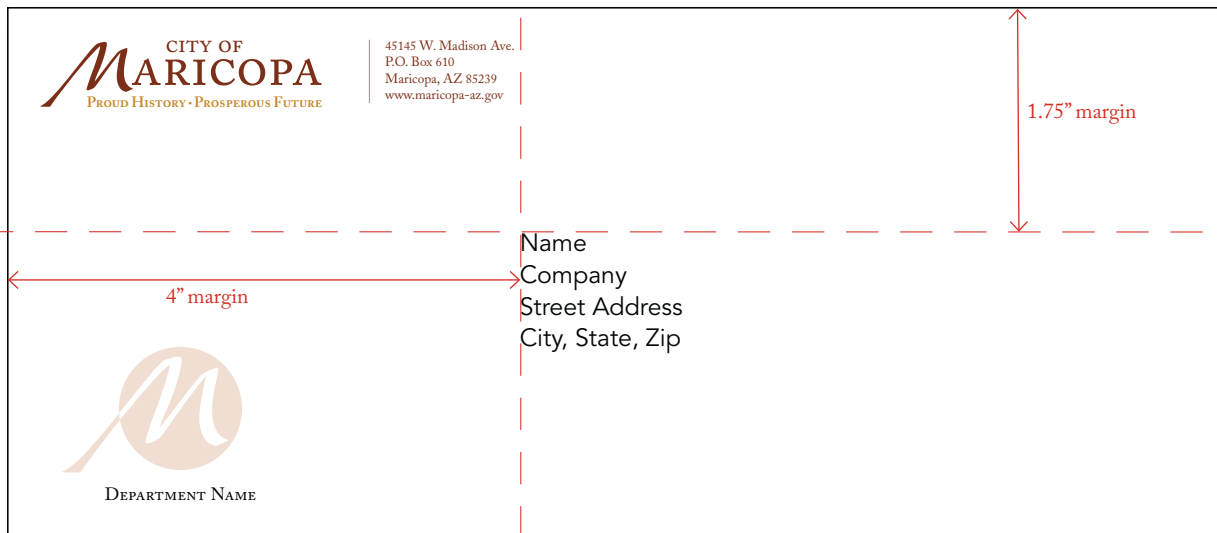 CITY OF
MARICOPA
PROUD HISTORY · PROSPEROUS FUTURE
45145 W. Madison Ave.
P.O. Box 610
Maricopa, AZ 85239
www.maricopa-az.gov
1.75” margin
Name
Company
Street Address
City, State, Zip
4” margin
M
DEPARTMENT NAME